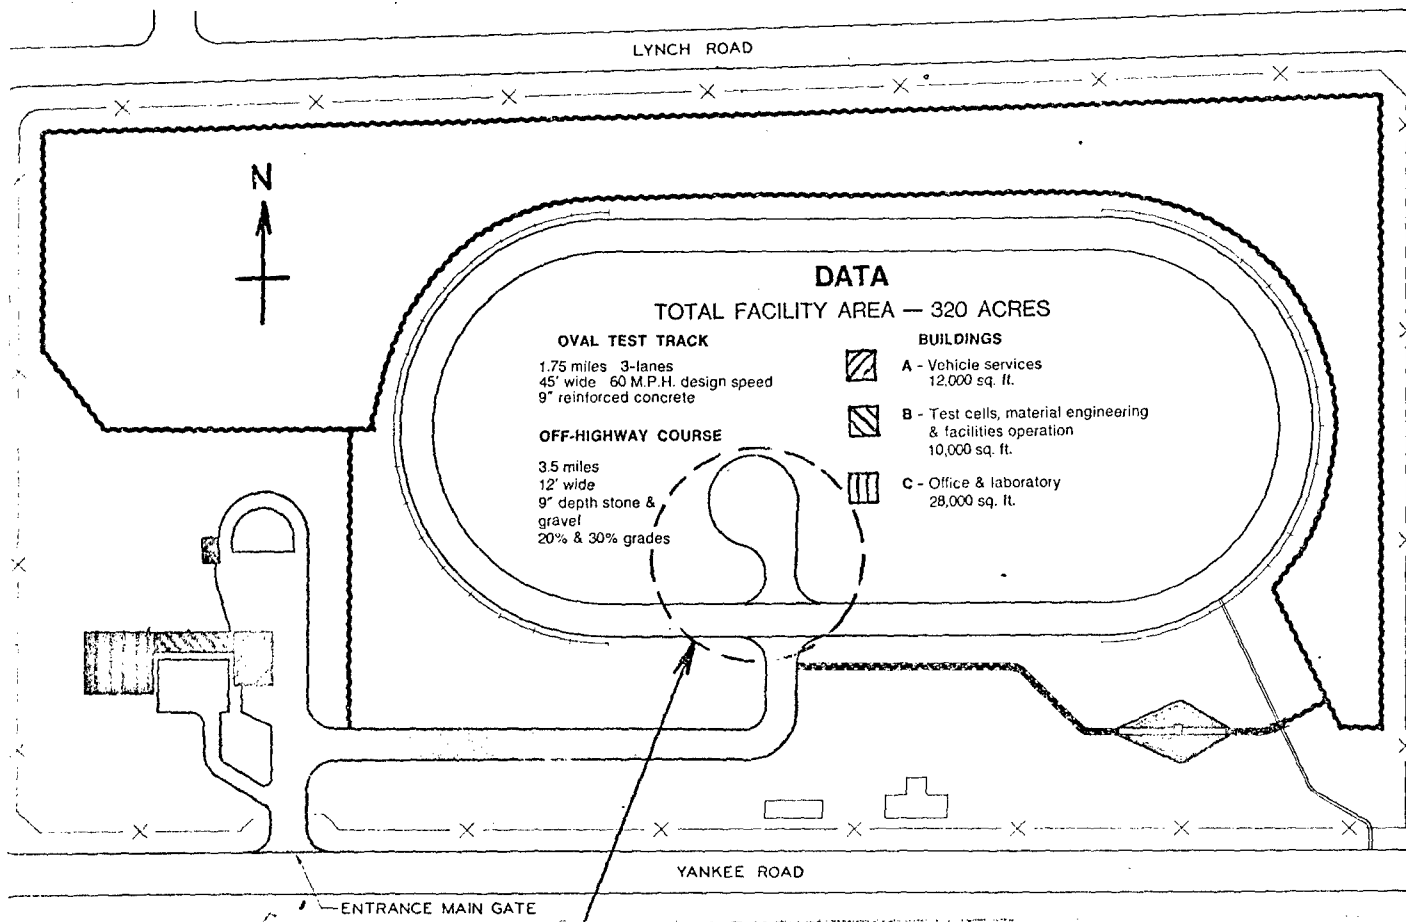 LYNCH ROAD
N
DATA
TOTAL FACILITY AREA — 320 ACRES
OVAL TEST TRACK
1.75 miles 3-lanes
45' wide 60 M.P.H. design speed
9" reinforced concrete
OFF-HIGHWAY COURSE
3.5 miles
12' wide
9" depth stone &
gravel
20% & 30% grades
BUILDINGS
A - Vehicle services
12,000 sq. ft.
B - Test cells, material engineering
& facilities operation
10,000 sq. ft.
C - Office & laboratory
28,000 sq. ft.
YANKEE ROAD
ENTRANCE MAIN GATE